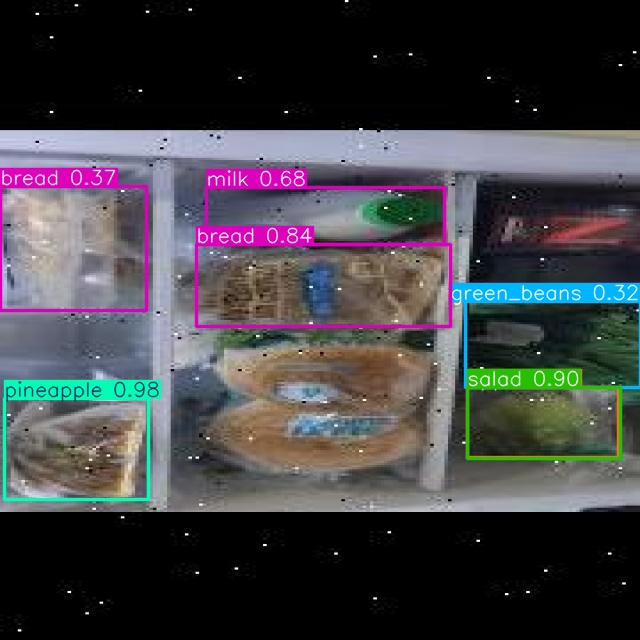 bread 0.37
milk 0.68
bread 0.84
green_beans 0.32
salad 0.90
pineapple 0.98